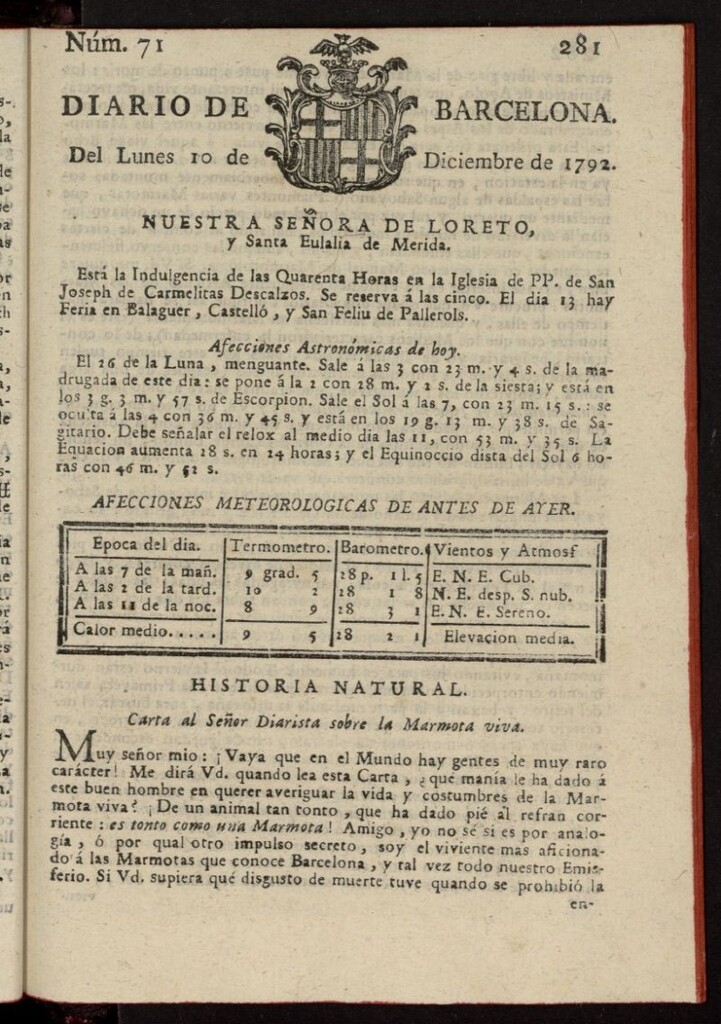 Núm. 71 281
DIARIO DE BARCELONA.
Del Lunes 10 de Diciembre de 1792.
NUESTRA SEÑORA DE LORETO,
y Santa Eulalia de Merida.
Está la Indulgencia de las Quarenta Horas en la Iglesia de PP. de San
Joseph de Carmelitas Descalzos. Se reserva á las cinco. El dia 13 hay
Feria en Balaguer, Castelló, y San Feliu de Pallerols.
Afecciones Astronómicas de hoy.
El 26 de la Luna, menguante. Sale á las 3 con 23 m. y 4 s. de la ma-
drugada de este dia: se pone á la 2 con 28 m. y 2 s. de la siesta; y está en
los 3 g. 3 m. y 57 s. de Escorpion. Sale el Sol á las 7, con 23 m. 15 s.: se
oculta á las 4 con 36 m. y 45 s. y está en los 19 g. 13 m. y 38 s. de Sa-
gitario. Debe señalar el relox al medio dia las 11, con 53 m. y 35 s. La
Equacion aumenta 28 s. en 24 horas; y el Equinoccio dista del Sol 6 ho-
ras con 46 m. y 52 s.
AFECCIONES METEOROLOGICAS DE ANTES DE AYER.
Epoca del dia. Termometro. Barometro. Vientos y Atmosf
A las 7 de la mañ. 9 grad. 5 28 p. 1 l. 5 E. N. E. Cub.
A las 2 de la tard. 10 2 28 1 8 N. E. desp. S. nub.
A las 11 de la noc. 8 9 28 3 1 E. N. E. Sereno.
Calor medio..... 9 5 28 2 1 Elevacion media.
HISTORIA NATURAL.
Carta al Señor Diarista sobre la Marmota viva.
Muy señor mio: ¡Vaya que en el Mundo hay gentes de muy raro
carácter! Me dirá Vd. quando lea esta Carta, ¿qué manía le ha dado á
este buen hombre en querer averiguar la vida y costumbres de la Mar-
mota viva? ¡De un animal tan tonto, que ha dado pié al refran cor-
riente: es tonto como una Marmota! Amigo, yo no sé si es por analo-
gía, ó por qual otro impulso secreto, soy el viviente mas aficiona-
do á las Marmotas que conoce Barcelona, y tal vez todo nuestro Emis-
ferio. Si Vd. supiera qué disgusto de muerte tuve quando se prohibió la
en-